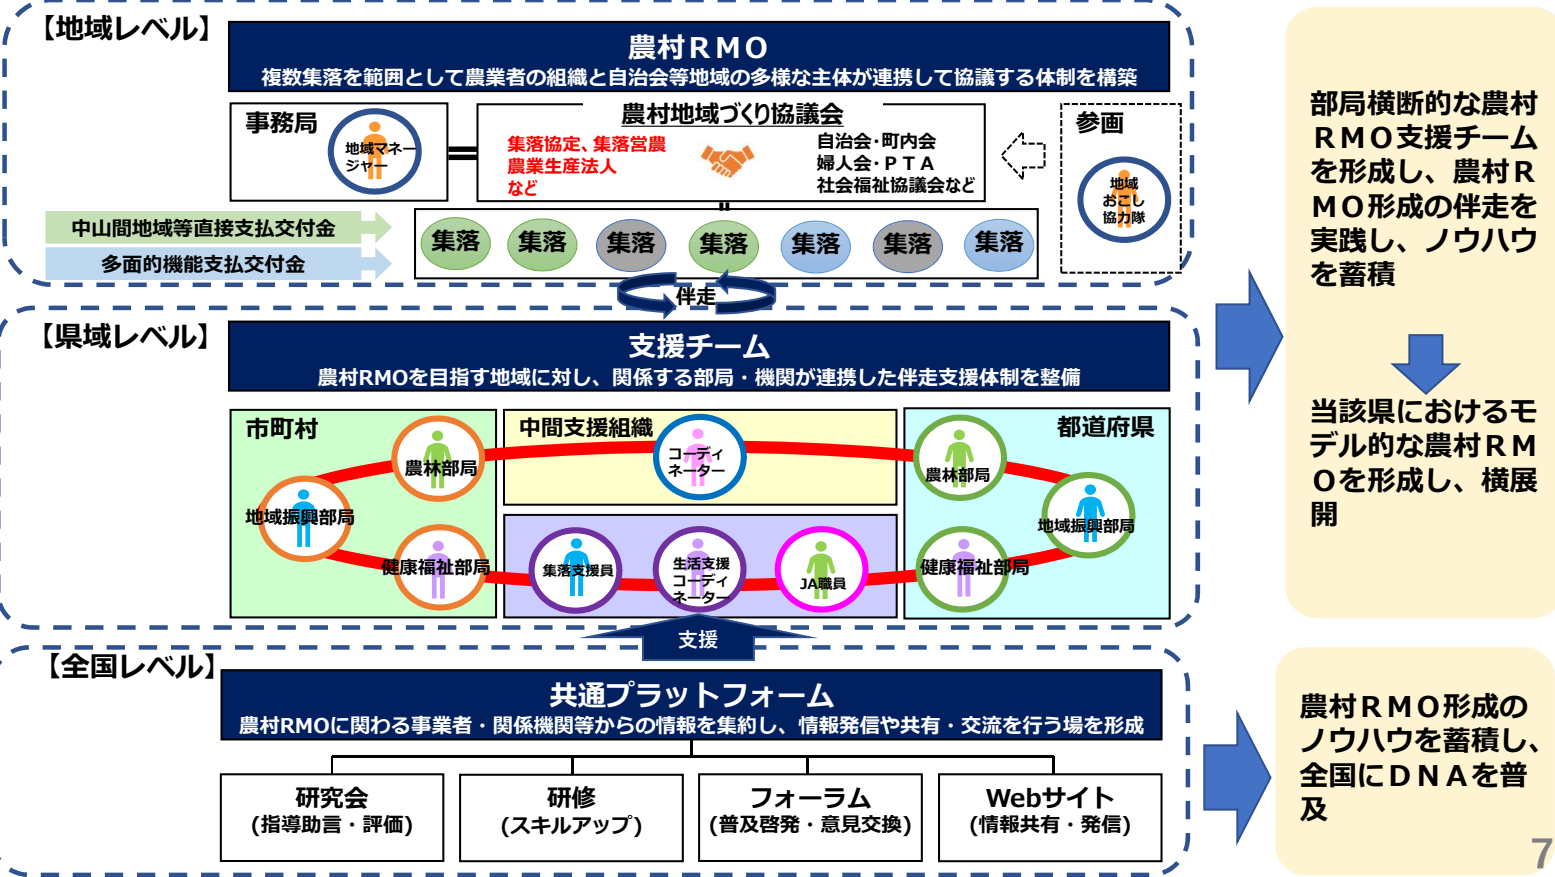 【地域レベル】
農村RMO
複数集落を範囲として農業者の組織と自治会等地域の多様な主体が連携して協議する体制を構築
事務局
地域マネー
ジャー
農村地域づくり協議会
集落協定、集落営農
農業生産法人
など
自治会・町内会
婦人会・PTA
社会福祉協議会など
参画
地域
おこし
協力隊
中山間地域等直接支払交付金
多面的機能支払交付金
集落
集落
集落
集落
集落
集落
集落
伴走
【県域レベル】
支援チーム
農村RMOを目指す地域に対し、関係する部局・機関が連携した伴走支援体制を整備
市町村
農林部局
地域振興部局
健康福祉部局
中間支援組織
コーディ
ネーター
集落支援員
生活支援
コーディ
ネーター
JA職員
都道府県
農林部局
地域振興部局
健康福祉部局
支援
【全国レベル】
共通プラットフォーム
農村RMOに関わる事業者・関係機関等からの情報を集約し、情報発信や共有・交流を行う場を形成
研究会
(指導助言・評価)
研修
(スキルアップ)
フォーラム
(普及啓発・意見交換)
Webサイト
(情報共有・発信)
部局横断的な農村
RMO支援チーム
を形成し、農村R
MO形成の伴走を
実践し、ノウハウ
を蓄積
当該県におけるモ
デル的な農村RM
Oを形成し、横展
開
農村RMO形成の
ノウハウを蓄積し、
全国にDNAを普
及
7